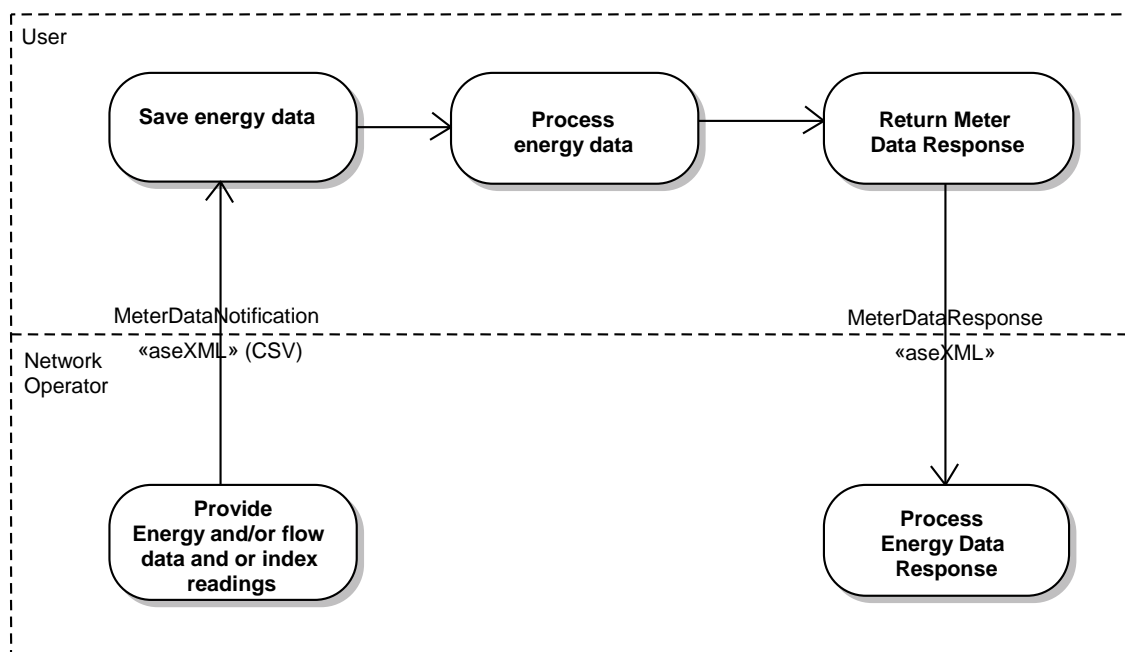 User
Save energy data
Process
energy data
Return Meter
Data Response
MeterDataNotification
«aseXML» (CSV)
MeterDataResponse
«aseXML»
Network
Operator
Provide
Energy and/or flow
data and or index
readings
Process
Energy Data
Response